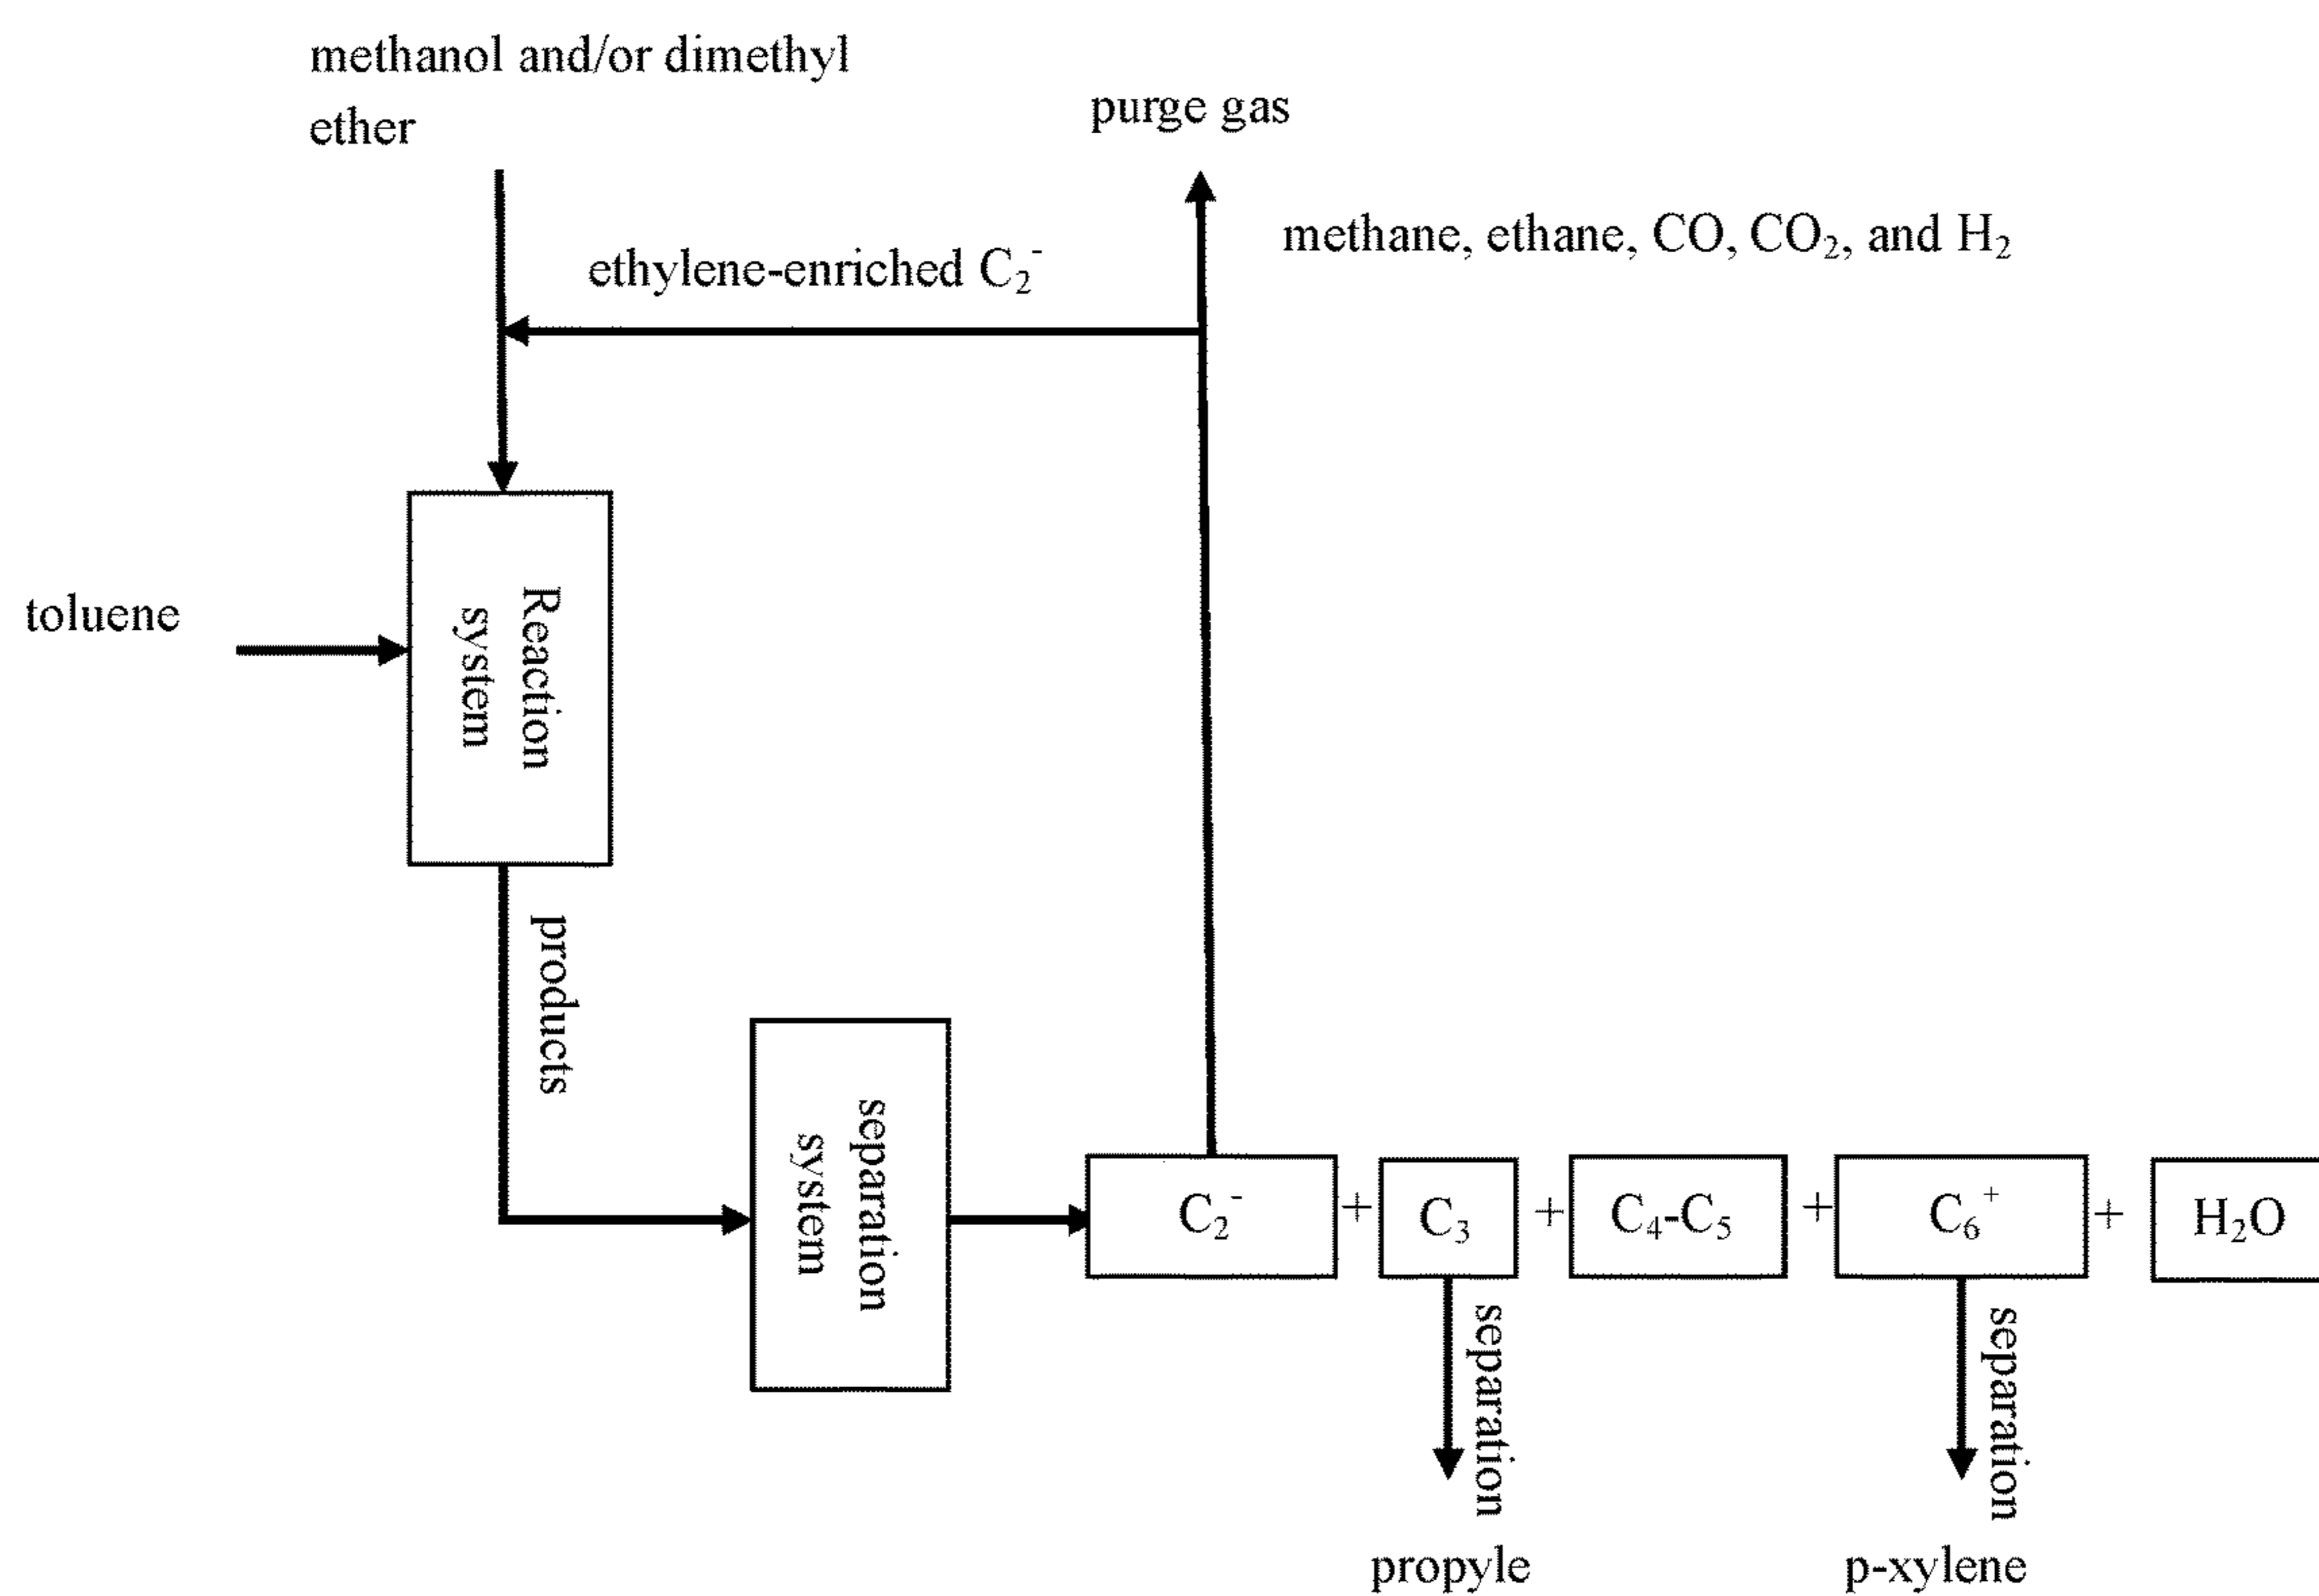 methanol and/or dimethyl
ether
purge gas
methane, ethane, CO, CO₂, and H₂
ethylene-enriched C₂⁻
toluene
Reaction
system
products
separation
system
C₂⁻ + C₃ + C₄-C₅ + C₆⁺ + H₂O
separation
separation
propyle
p-xylene